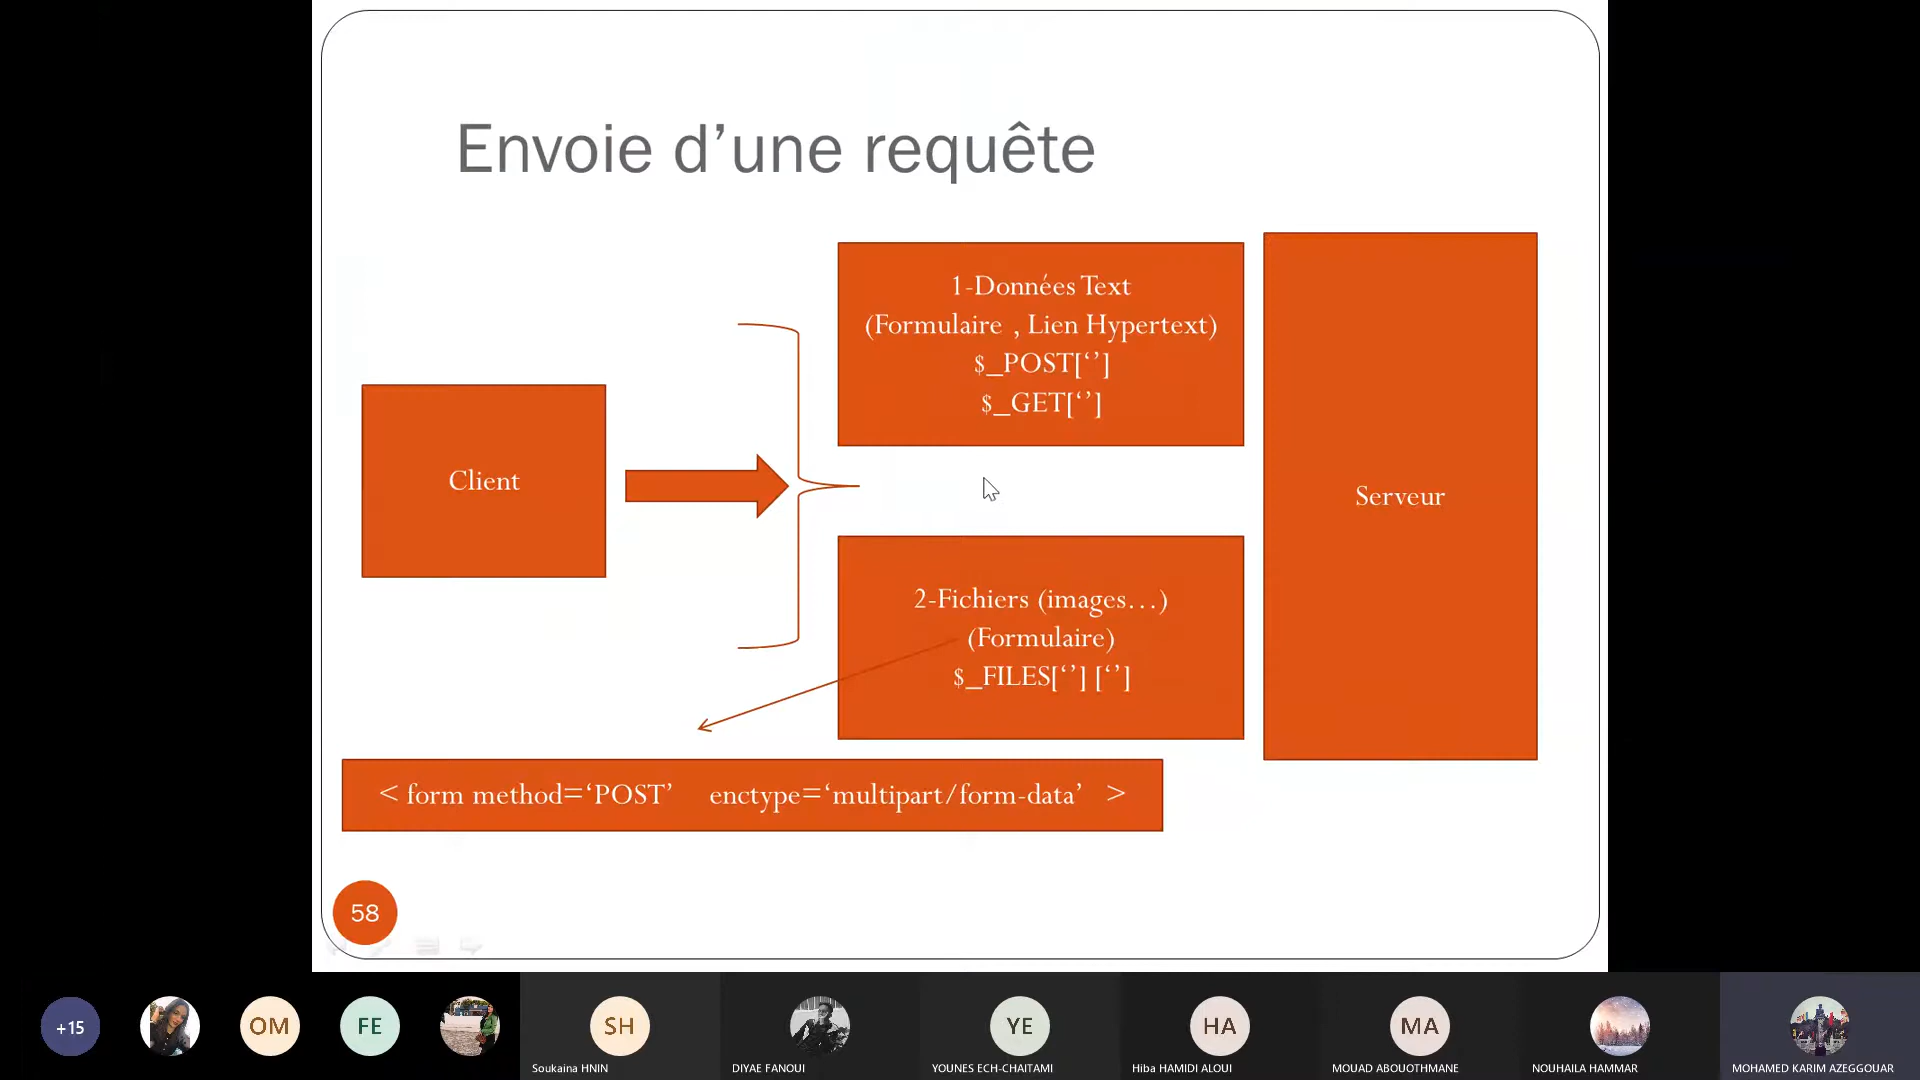 Envoie d’une requête
1-Données Text
(Formulaire , Lien Hypertext)
$_POST[‘’]
$_GET[‘’]
Client
Serveur
2-Fichiers (images…)
(Formulaire)
$_FILES[‘’] [‘’]
< form method=‘POST’ enctype=‘multipart/form-data’ >
58
+15
OM
FE
SH
YE
HA
MA
Soukaina HNIN
DIYAE FANOUI
YOUNES ECH-CHAITAMI
Hiba HAMIDI ALOUI
MOUAD ABOUOTHMANE
NOUHAILA HAMMAR
MOHAMED KARIM AZEGGOUAR